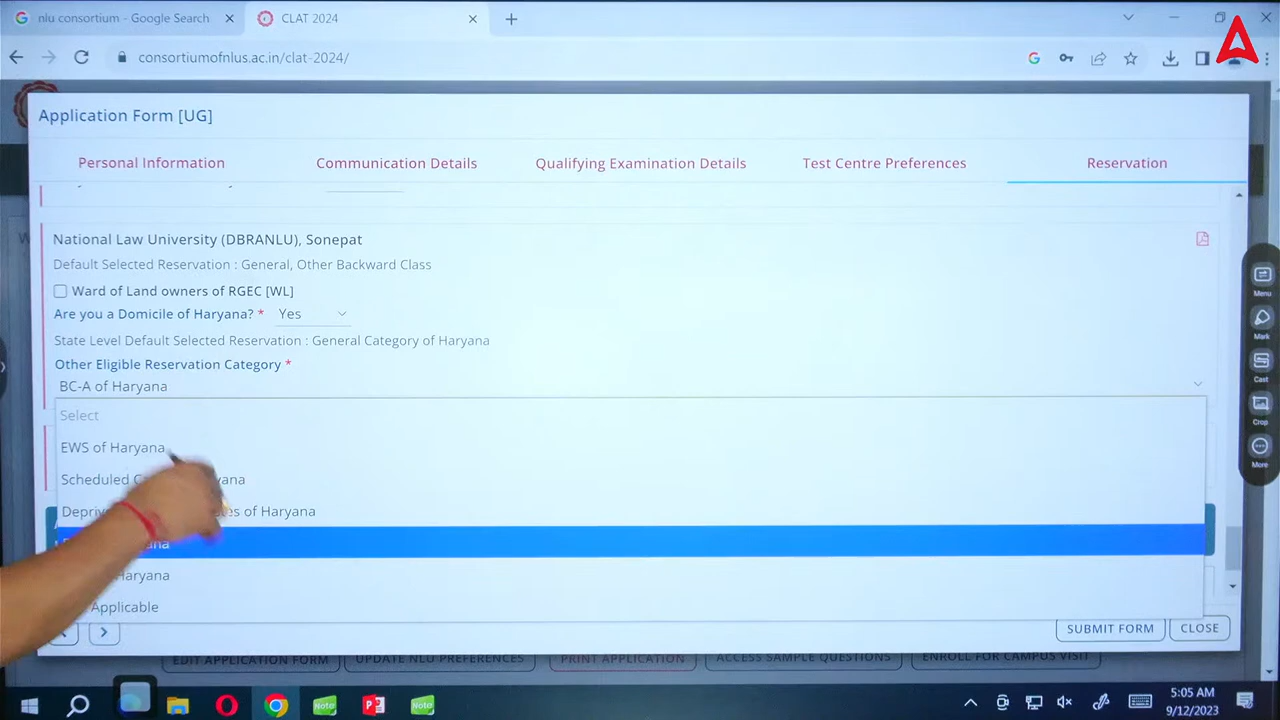 nlu consortium - Google Search
CLAT 2024
consortiumofnlus.ac.in/clat-2024/
Application Form [UG]
Personal Information
Communication Details
Qualifying Examination Details
Test Centre Preferences
Reservation
National Law University (DBRANLU), Sonepat
Default Selected Reservation : General, Other Backward Class
Ward of Land owners of RGEC [WL]
Are you a Domicile of Haryana? * Yes
State Level Default Selected Reservation : General Category of Haryana
Other Eligible Reservation Category *
BC-A of Haryana
Select
EWS of Haryana
Scheduled
Haryana
Applicable
SUBMIT FORM
CLOSE
EDIT APPLICATION FORM
UPDATE NLU PREFERENCES
PRINT APPLICATION
ACCESS SAMPLE QUESTIONS
ENROLL FOR CAMPUS VISIT
Menu
Mark
Cast
Crop
More
Note
Note
5:05 AM
9/12/2023